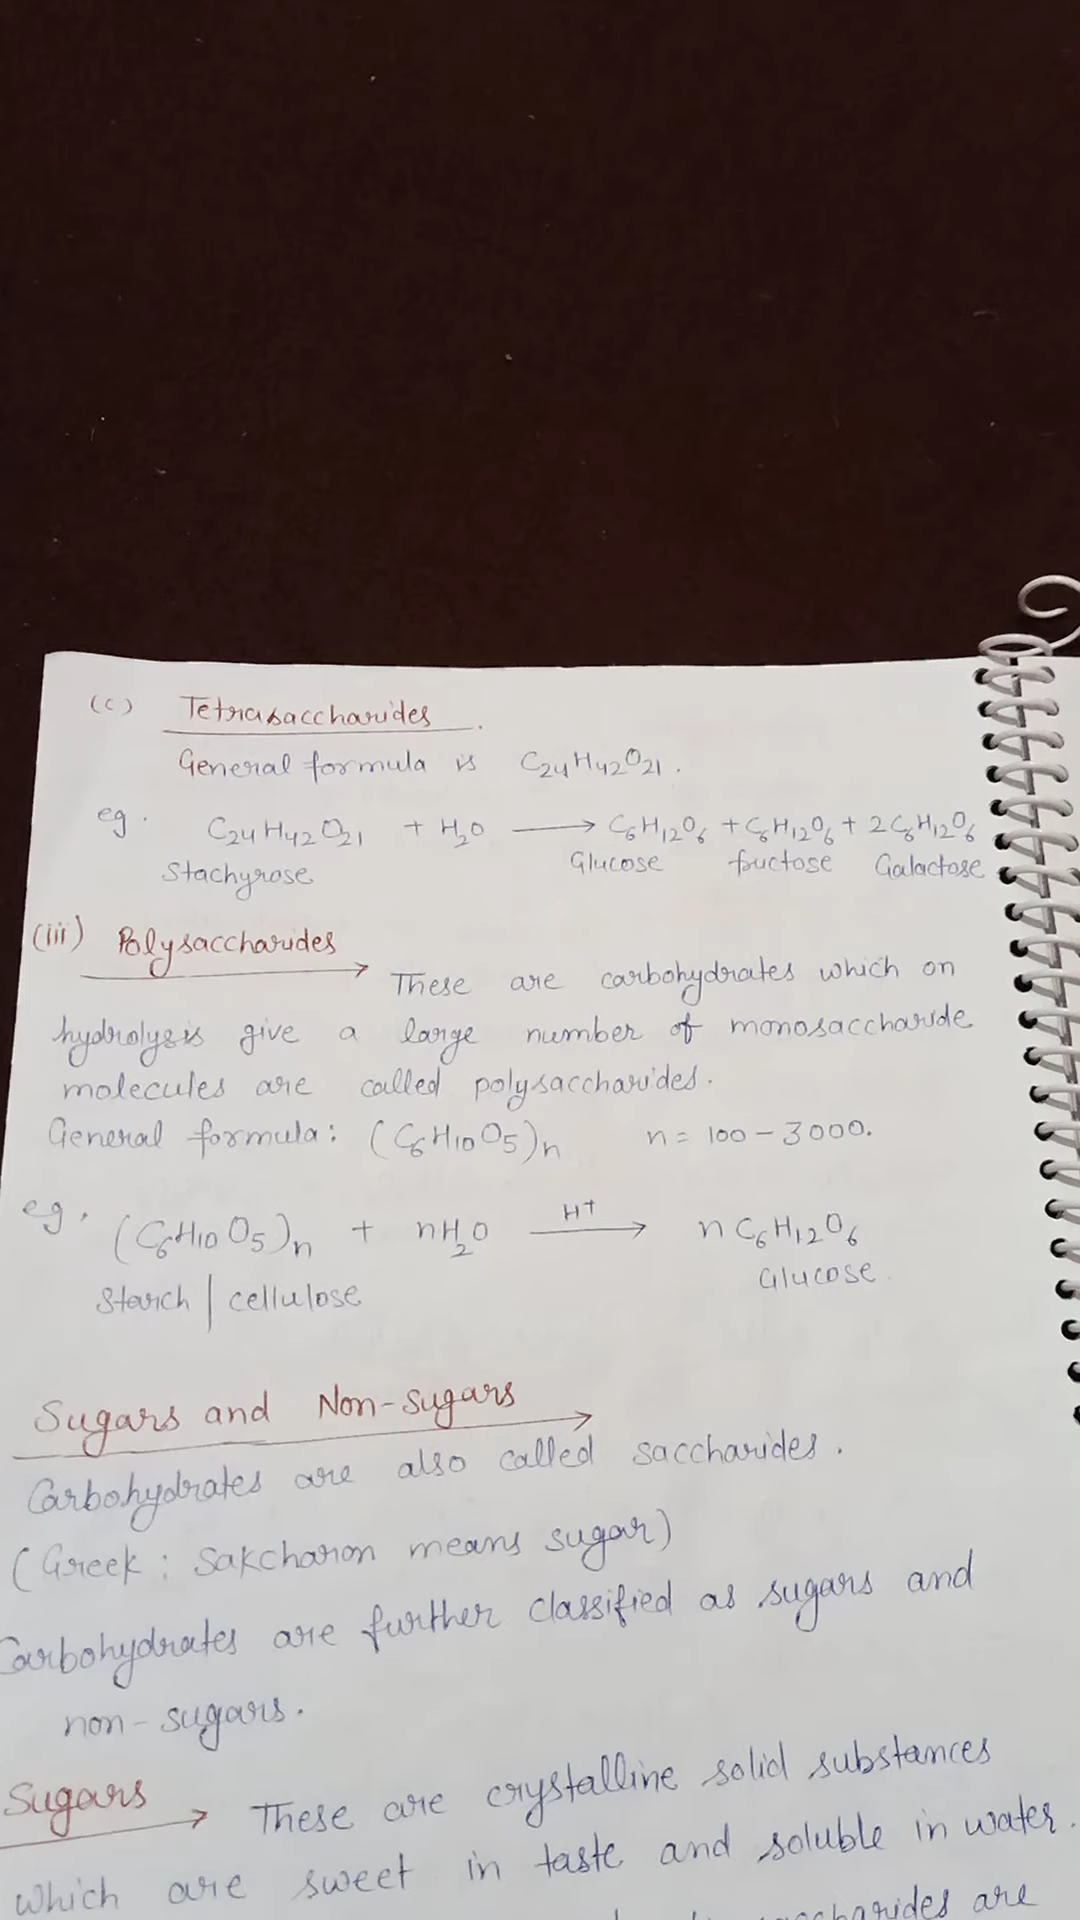 (c) Tetrasaccharides.
General formula is C24H42O21.
eg. C24H42O21 + H2O ⟶ C6H12O6 + C6H12O6 + 2C6H12O6
Stachyrose Glucose fructose Galactose
(iii) Polysaccharides
→ These are carbohydrates which on
hydrolysis give a large number of monosaccharide
molecules are called polysaccharides.
General formula: (C6H10O5)n n = 100 - 3000.
eg. (C6H10O5)n + nH2O H+ ⟶ n C6H12O6
Starch | cellulose Glucose
Sugars and Non-sugars →
Carbohydrates are also called saccharides.
(Greek : Sakcharon means sugar)
Carbohydrates are further classified as sugars and
non-sugars.
Sugars → These are crystalline solid substances
which are sweet in taste and soluble in water.
are